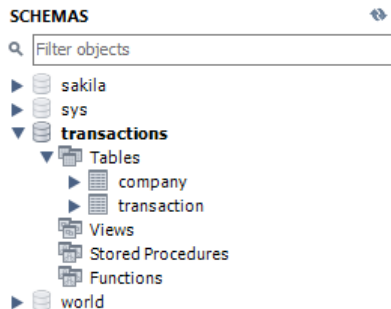 SCHEMAS
Filter objects
sakila
sys
transactions
Tables
company
transaction
Views
Stored Procedures
Functions
world